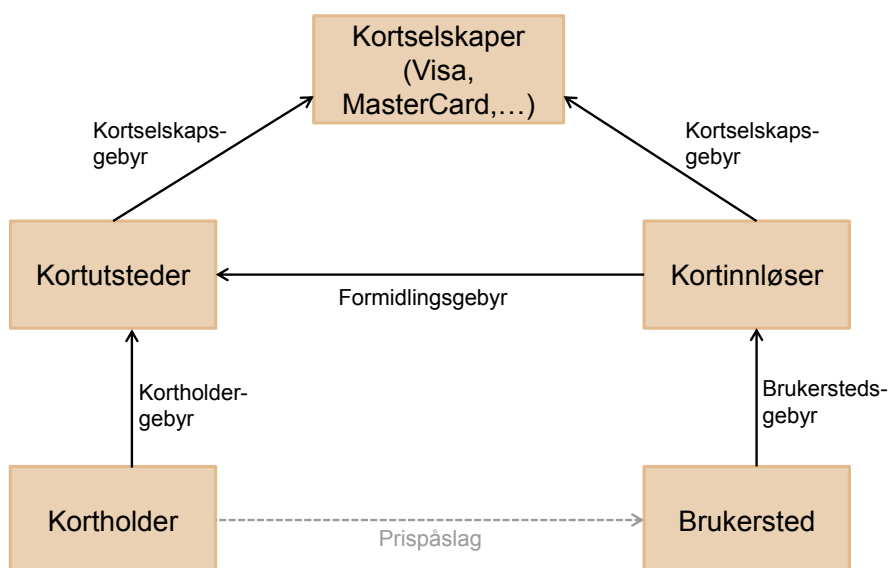 Kortselskaper
(Visa,
MasterCard,…)
Kortselskaps-
gebyr
Kortselskaps-
gebyr
Kortutsteder
Kortinnløser
Formidlingsgebyr
Kortholder-
gebyr
Brukersteds-
gebyr
Kortholder
Brukersted
Prispåslag